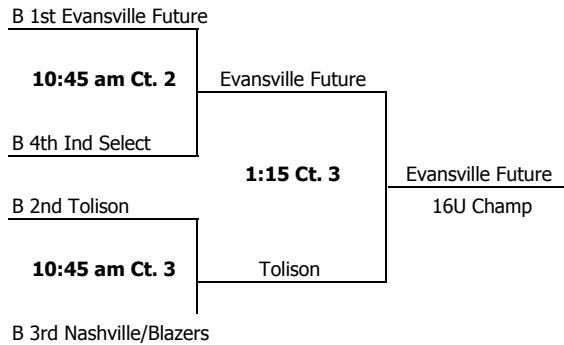 B 1st Evansville Future
10:45 am Ct. 2
Evansville Future
B 4th Ind Select
1:15 Ct. 3
Evansville Future
B 2nd Tolison
16U Champ
10:45 am Ct. 3
Tolison
B 3rd Nashville/Blazers